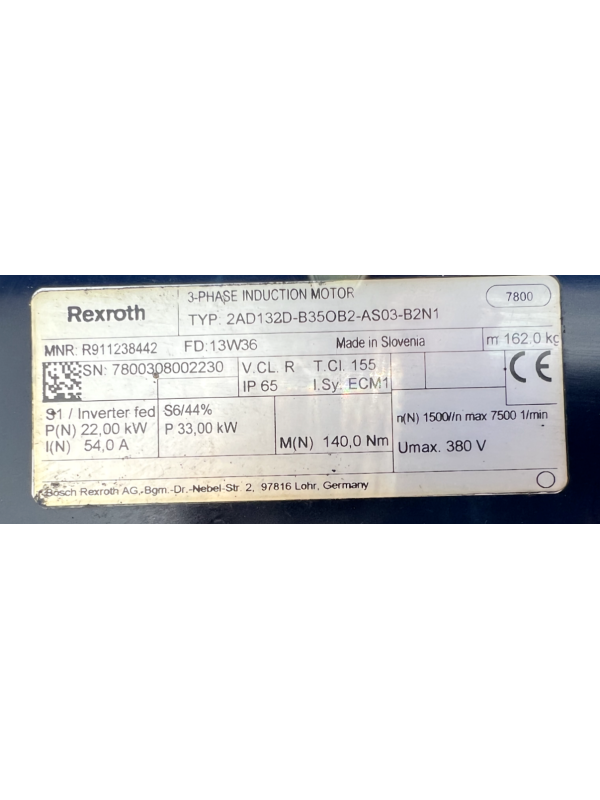 3-PHASE INDUCTION MOTOR
7800
Rexroth
TYP: 2AD132D-B35OB2-AS03-B2N1
MNR: R911238442 FD:13W36 Made in Slovenia m 162.0 kg
SN: 7800308002230 V.CL. R T.Cl. 155 CE
IP 65 I.Sy. ECM1
S1 / Inverter fed S6/44% n(N) 1500//n max 7500 1/min
P(N) 22,00 kW P 33,00 kW
I(N) 54,0 A M(N) 140,0 Nm Umax. 380 V
Bosch Rexroth AG,.Bgm.-Dr.-Nebel-Str. 2, 97816 Lohr, Germany